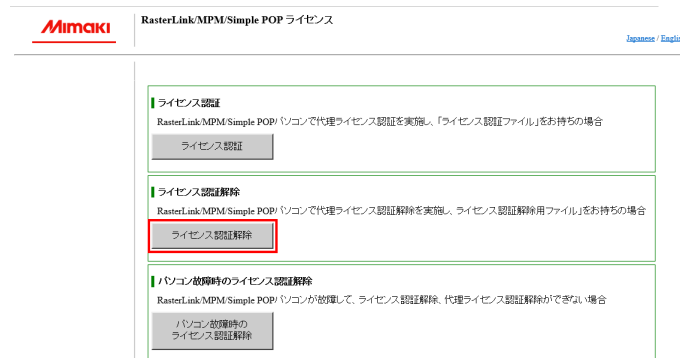 Mimaki
RasterLink/MPM/Simple POP ライセンス
Japanese / Englis
ライセンス認証
RasterLink/MPM/Simple POPパソコンで代理ライセンス認証を実施し、「ライセンス認証ファイル」をお持ちの場合
ライセンス認証
ライセンス認証解除
RasterLink/MPM/Simple POPパソコンで代理ライセンス認証解除を実施し、ライセンス認証解除用ファイル」をお持ちの場合
ライセンス認証解除
パソコン故障時のライセンス認証解除
RasterLink/MPM/Simple POPパソコンが故障して、ライセンス認証解除、代理ライセンス認証解除ができない場合
パソコン故障時の
ライセンス認証解除